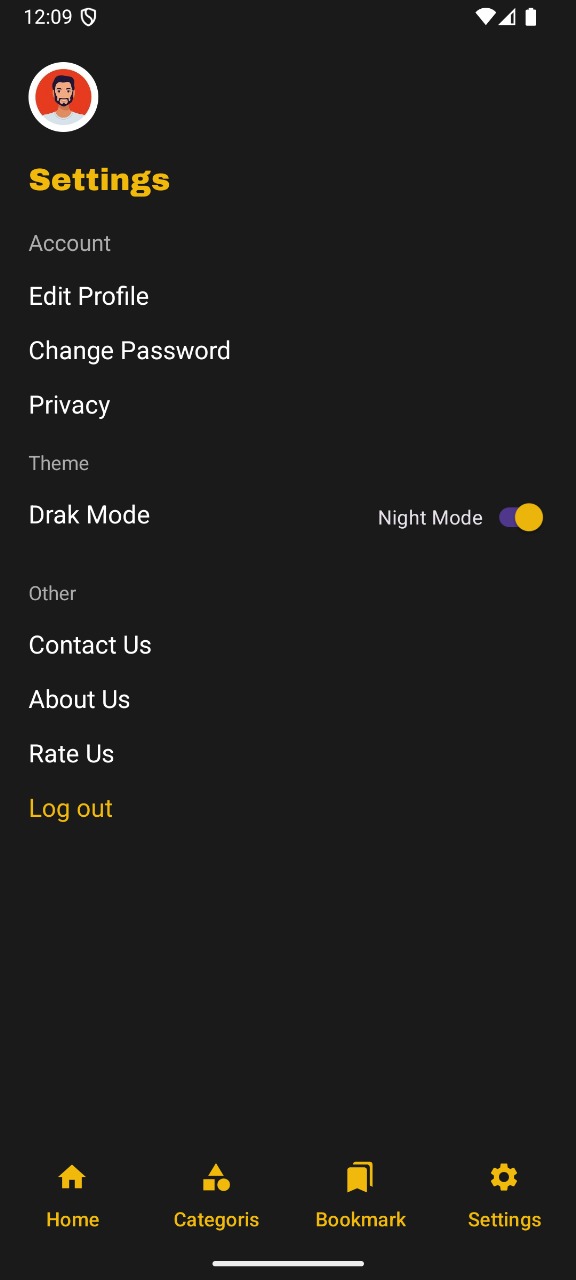 12:09
Settings
Account
Edit Profile
Change Password
Privacy
Theme
Drak Mode Night Mode
Other
Contact Us
About Us
Rate Us
Log out
Home Categoris Bookmark Settings